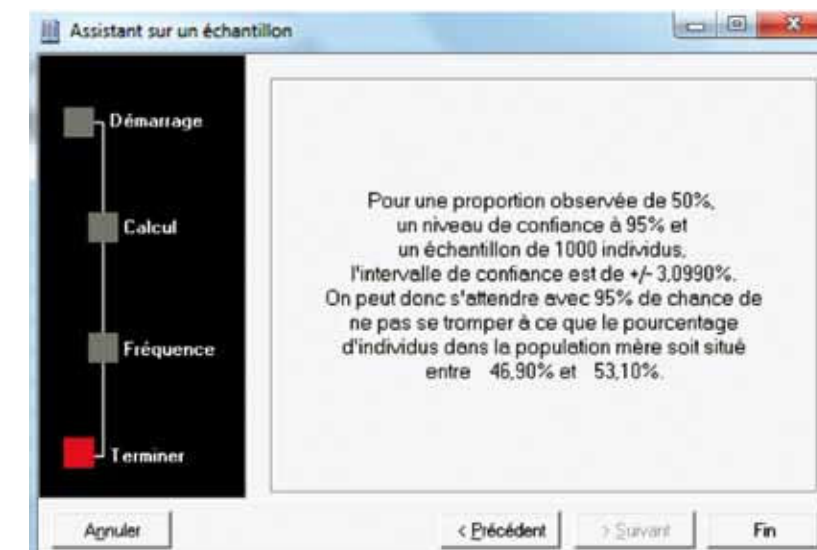 Assistant sur un échantillon
Démarrage
Calcul
Fréquence
Terminer
Pour une proportion observée de 50%,
un niveau de confiance à 95% et
un échantillon de 1000 individus,
l'intervalle de confiance est de +/- 3,0990%.
On peut donc s'attendre avec 95% de chance de
ne pas se tromper à ce que le pourcentage
d'individus dans la population mère soit situé
entre 46,90% et 53,10%.
Annuler
< Précédent
> Suivant
Fin